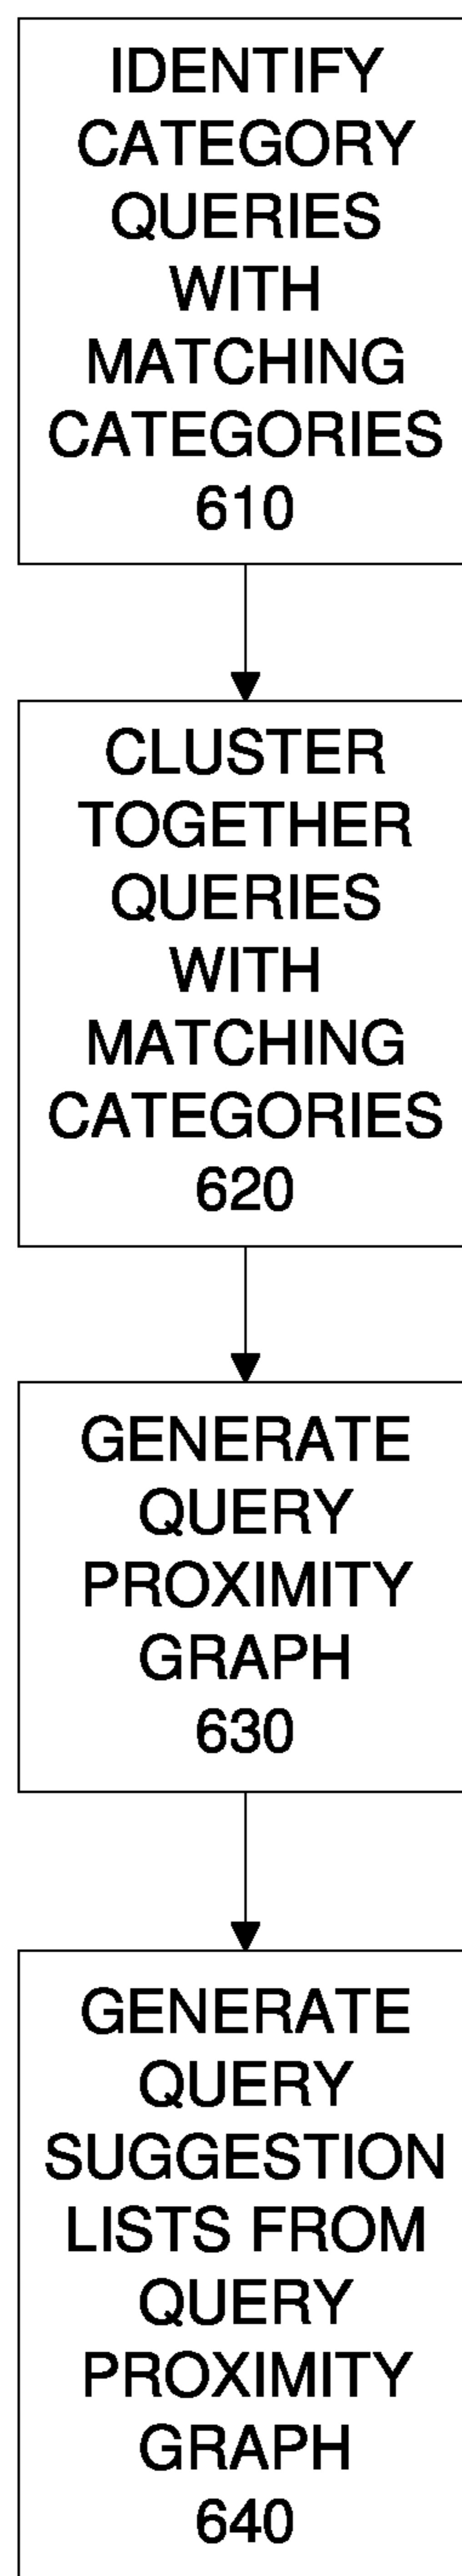 IDENTIFY
CATEGORY
QUERIES
WITH
MATCHING
CATEGORIES
610
CLUSTER
TOGETHER
QUERIES
WITH
MATCHING
CATEGORIES
620
GENERATE
QUERY
PROXIMITY
GRAPH
630
GENERATE
QUERY
SUGGESTION
LISTS FROM
QUERY
PROXIMITY
GRAPH
640